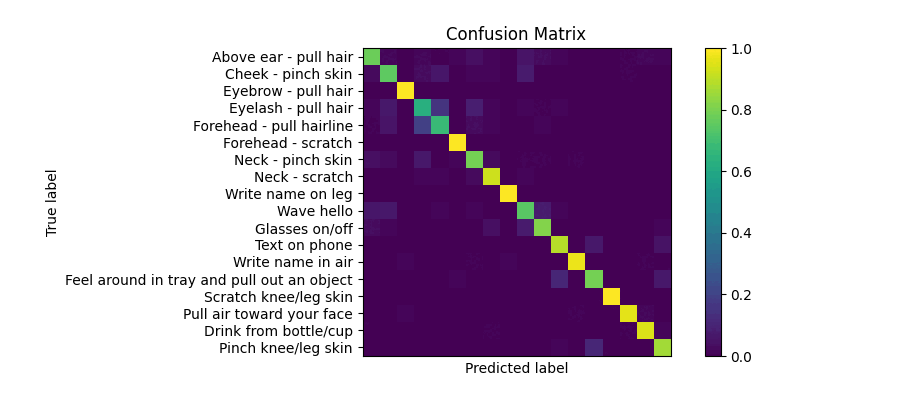 Confusion Matrix
Above ear - pull hair
Cheek - pinch skin
Eyebrow - pull hair
Eyelash - pull hair
Forehead - pull hairline
Forehead - scratch
Neck - pinch skin
Neck - scratch
Write name on leg
Wave hello
Glasses on/off
Text on phone
Write name in air
Feel around in tray and pull out an object
Scratch knee/leg skin
Pull air toward your face
Drink from bottle/cup
Pinch knee/leg skin
True label
Predicted label
1.0
0.8
0.6
0.4
0.2
0.0